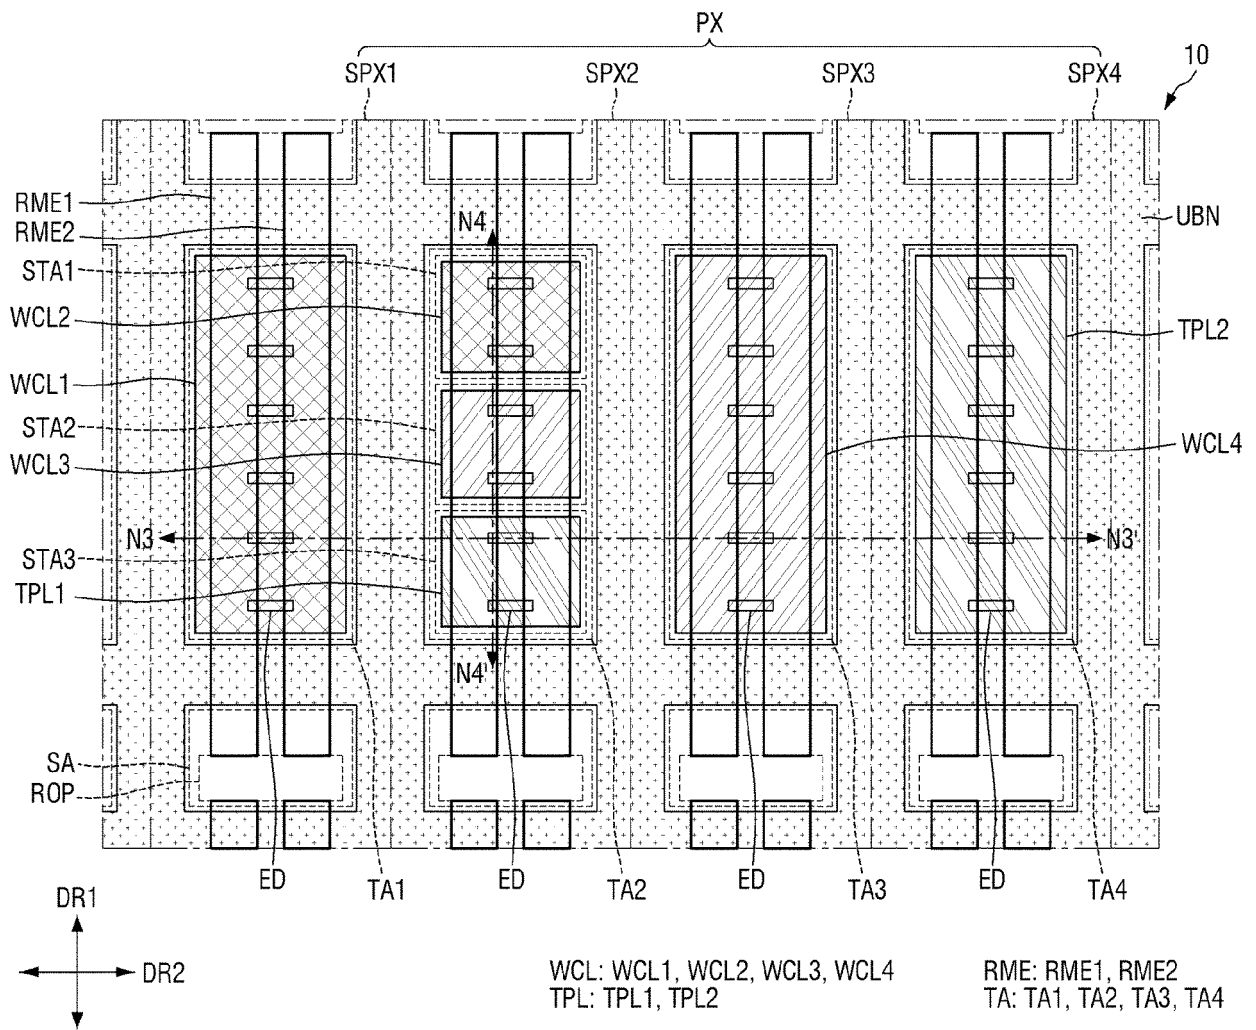 PX
10
SPX1 SPX2 SPX3 SPX4
RME1
RME2
N4
UBN
STA1
WCL2
TPL2
WCL1
STA2
WCL3
WCL4
N3
N3'
STA3
TPL1
N4'
SA
ROP
ED TA1 ED TA2 ED TA3 ED TA4
DR1
DR2
WCL: WCL1, WCL2, WCL3, WCL4
TPL: TPL1, TPL2
RME: RME1, RME2
TA: TA1, TA2, TA3, TA4